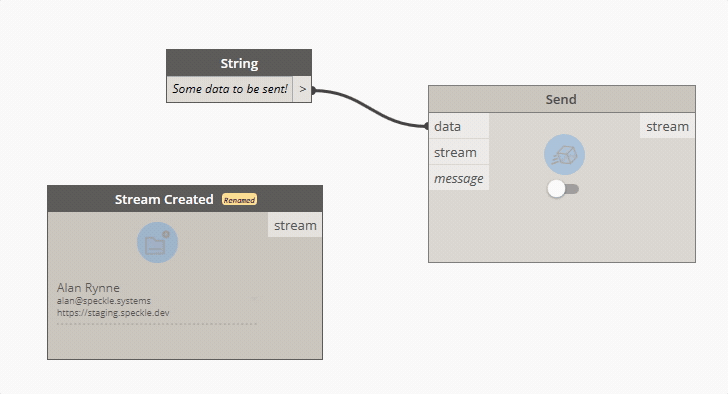 String
Some data to be sent!
>
Send
data
stream
stream
message
Stream Created
Renamed
stream
Alan Rynne
alan@speckle.systems
https://staging.speckle.dev